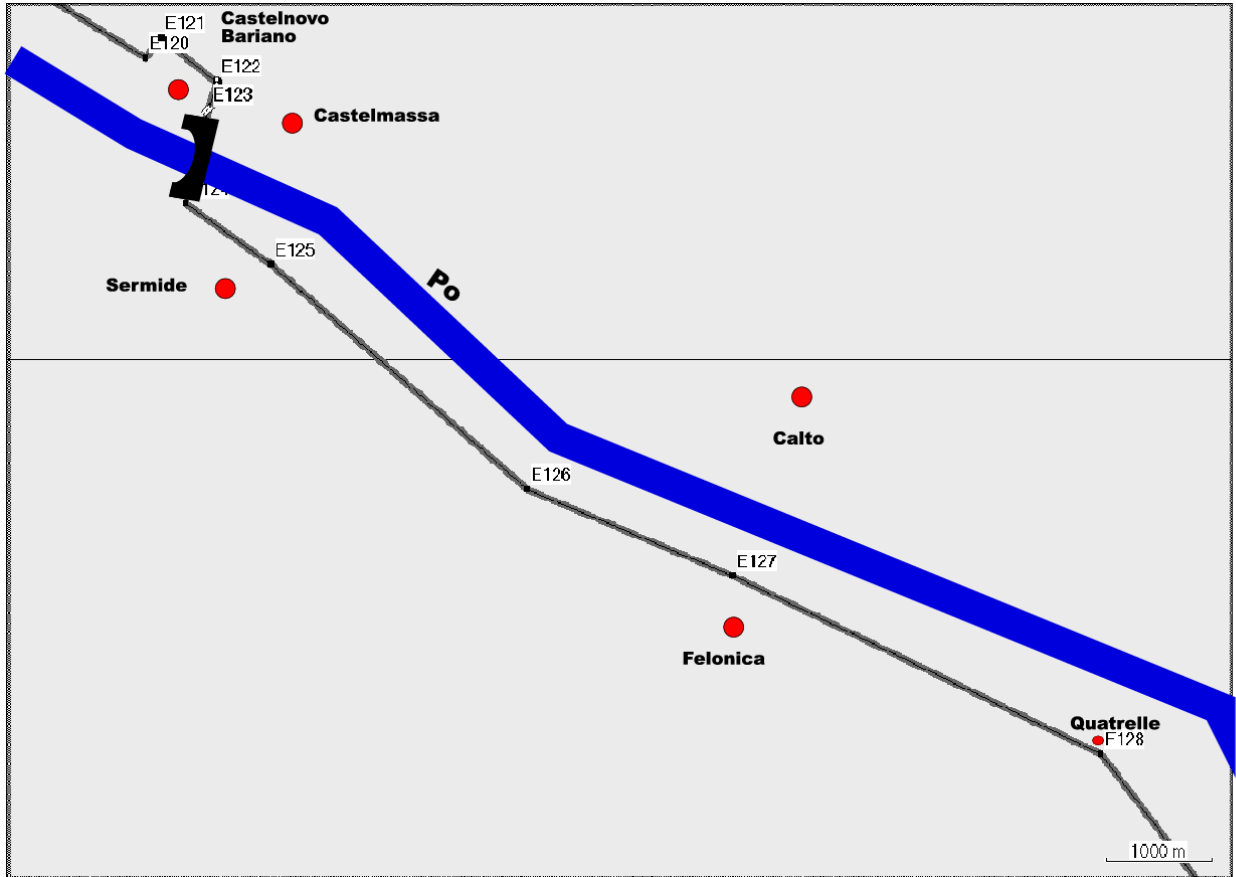 E121
Castelnovo
Bariano
E120
E122
E123
Castelmassa
E125
Sermide
Po
Calto
E126
E127
Felonica
Quatrelle
E128
1000 m